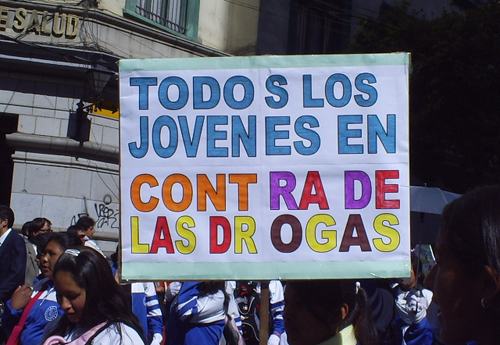 E SALUD
TODOS LOS
JOVENES EN
CONTRA DE
LAS DROGAS